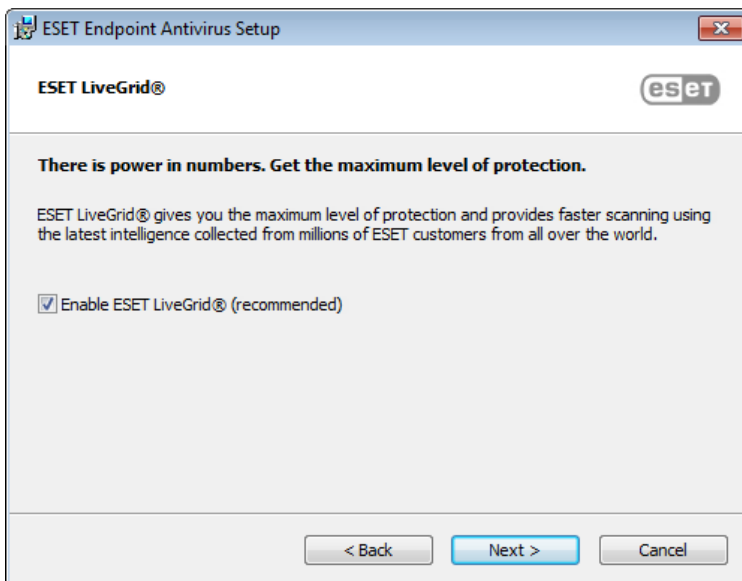 ESET Endpoint Antivirus Setup
ESET LiveGrid®
eset
There is power in numbers. Get the maximum level of protection.
ESET LiveGrid® gives you the maximum level of protection and provides faster scanning using
the latest intelligence collected from millions of ESET customers from all over the world.
Enable ESET LiveGrid® (recommended)
< Back
Next >
Cancel